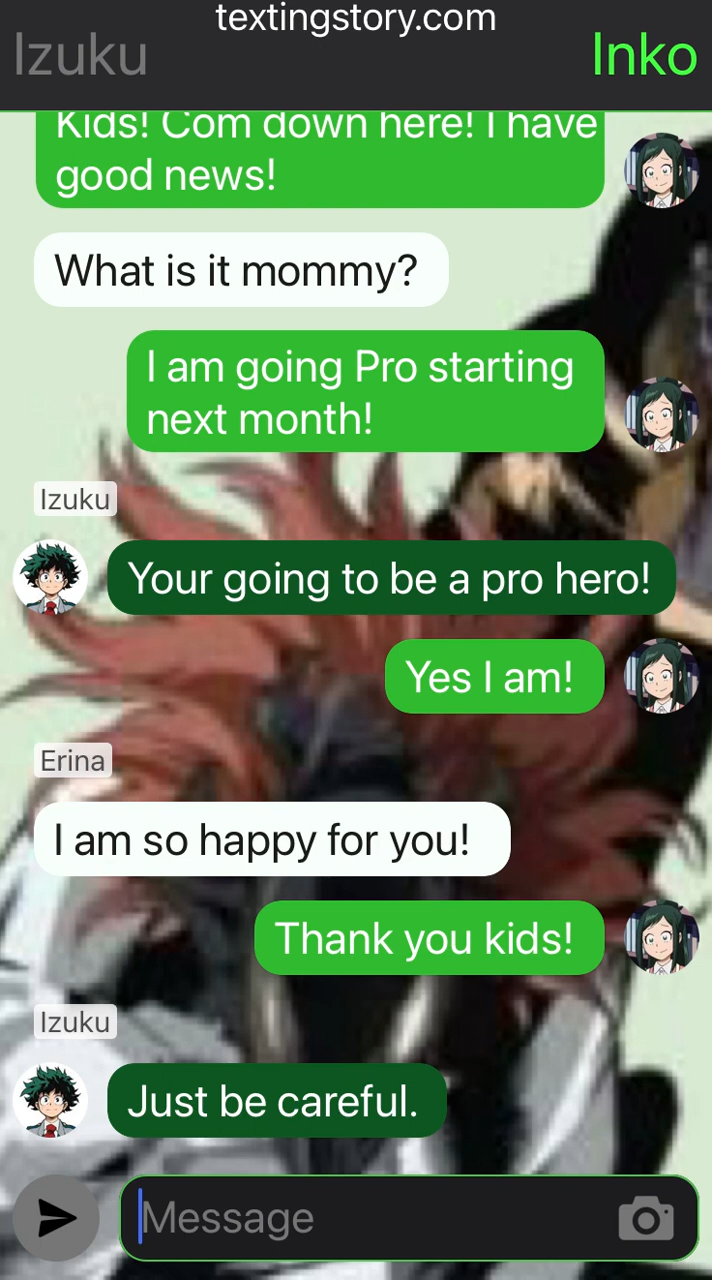 textingstory.com
Izuku
Inko
Kids! Com down here! I have
good news!
What is it mommy?
I am going Pro starting
next month!
Izuku
Your going to be a pro hero!
Yes I am!
Erina
I am so happy for you!
Thank you kids!
Izuku
Just be careful.
Message